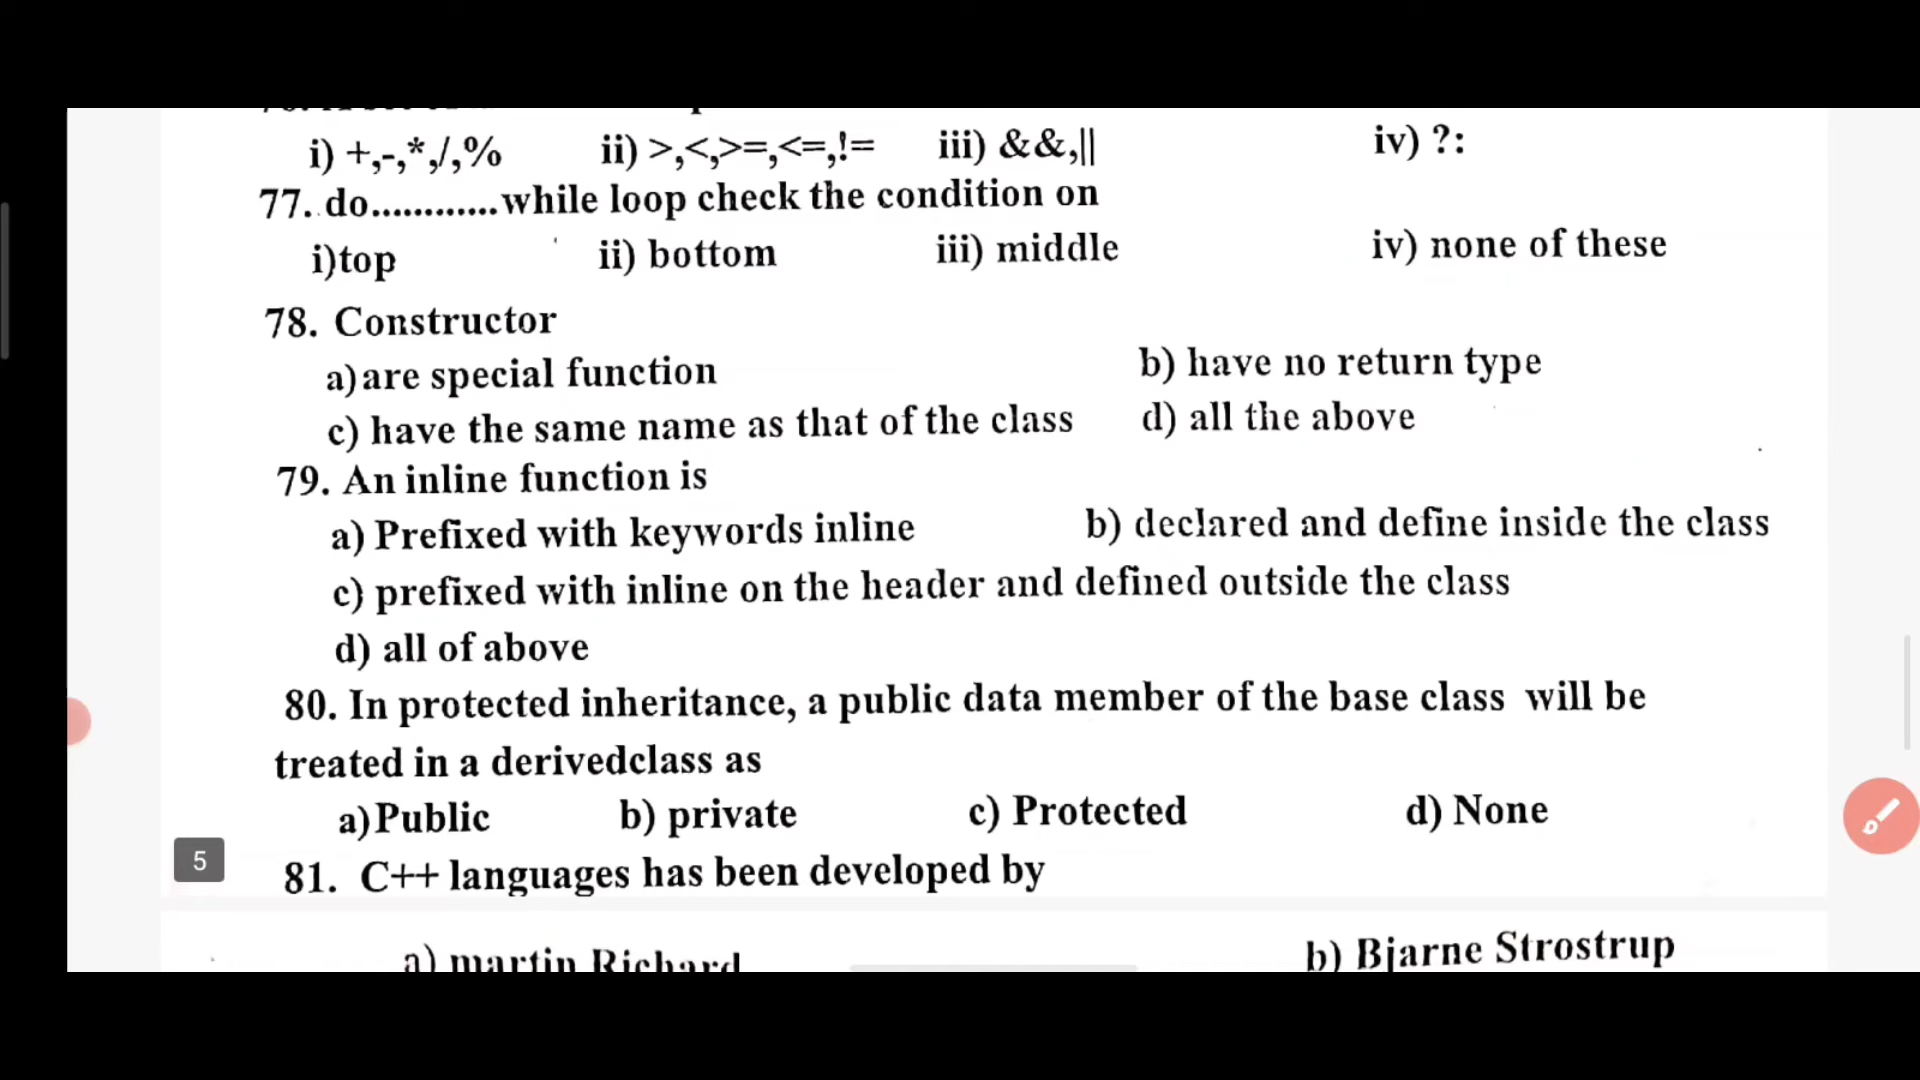 i) +,-,*,/,% ii) >,<,>=,<=,!= iii) &&,|| iv) ?:
77. do............while loop check the condition on
i)top ii) bottom iii) middle iv) none of these
78. Constructor
a) are special function b) have no return type
c) have the same name as that of the class d) all the above
79. An inline function is
a) Prefixed with keywords inline b) declared and define inside the class
c) prefixed with inline on the header and defined outside the class
d) all of above
80. In protected inheritance, a public data member of the base class will be
treated in a derivedclass as
a) Public b) private c) Protected d) None
5
81. C++ languages has been developed by
a) martin Richard b) Bjarne Strostrup